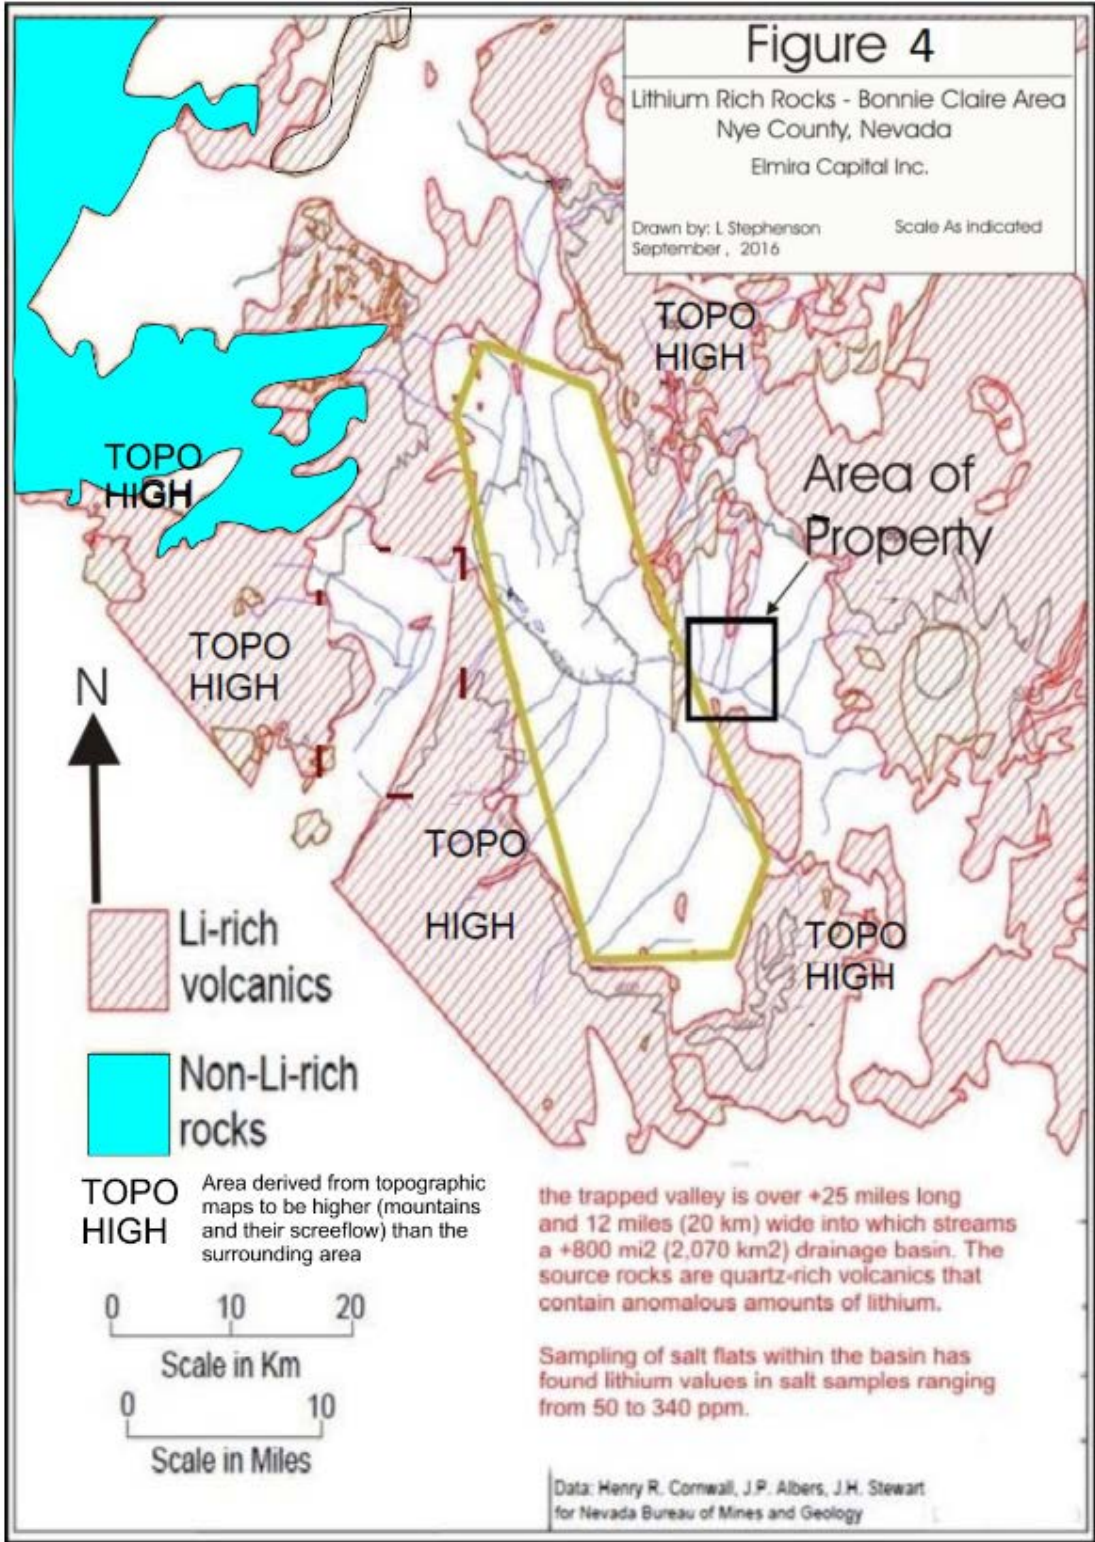 Figure 4
Lithium Rich Rocks - Bonnie Claire Area
Nye County, Nevada
Elmira Capital Inc.
Drawn by: L Stephenson
Scale As indicated
September , 2016
TOPO
HIGH
TOPO
HIGH
Area of
Property
TOPO
HIGH
N
TOPO
HIGH
TOPO
HIGH
Li-rich
volcanics
Non-Li-rich
rocks
TOPO
HIGH
Area derived from topographic
maps to be higher (mountains
and their screeflow) than the
surrounding area
0 10 20
Scale in Km
0 10
Scale in Miles
the trapped valley is over +25 miles long
and 12 miles (20 km) wide into which streams
a +800 mi2 (2,070 km2) drainage basin. The
source rocks are quartz-rich volcanics that
contain anomalous amounts of lithium.
Sampling of salt flats within the basin has
found lithium values in salt samples ranging
from 50 to 340 ppm.
Data: Henry R. Cornwall, J.P. Albers, J.H. Stewart
for Nevada Bureau of Mines and Geology